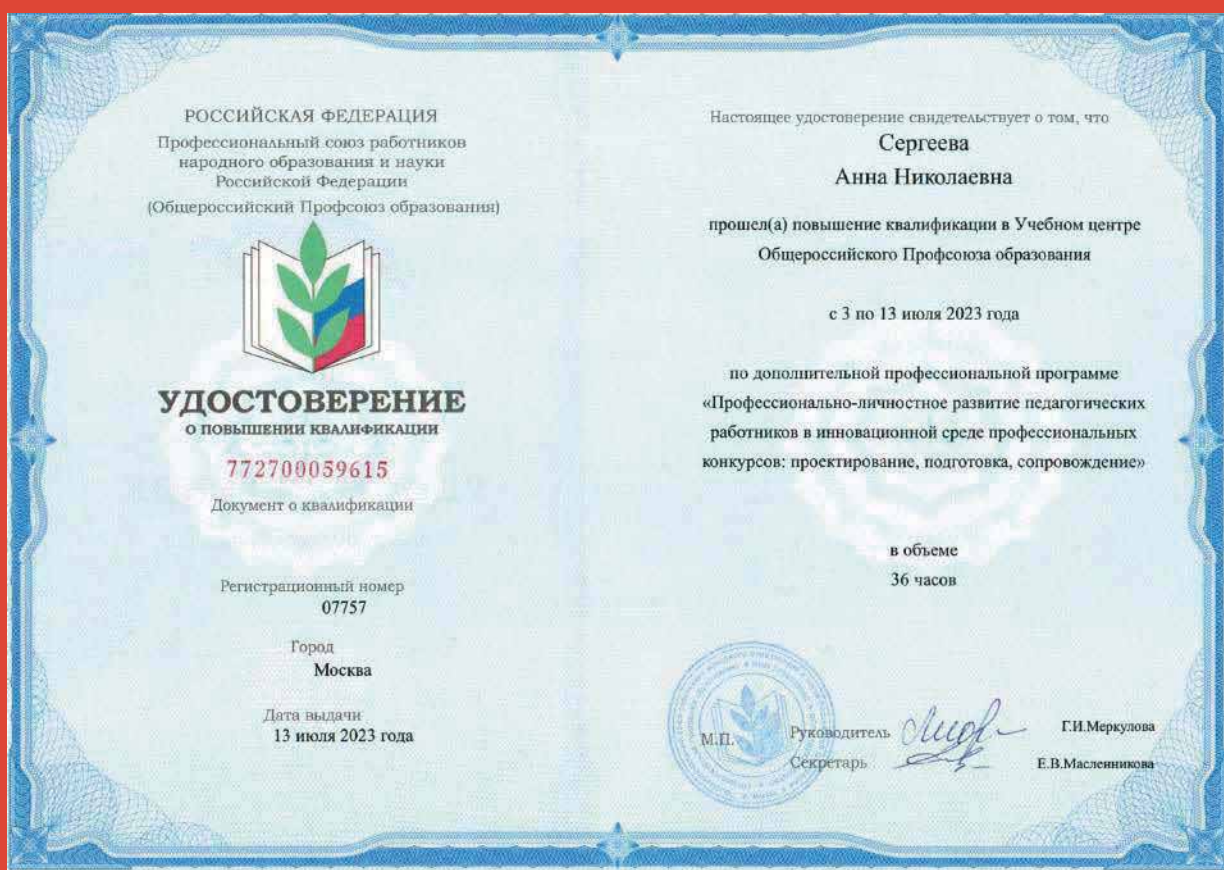 РОССИЙСКАЯ ФЕДЕРАЦИЯ
Профессиональный союз работников
народного образования и науки
Российской Федерации
(Общероссийский Профсоюз образования)
УДОСТОВЕРЕНИЕ
О ПОВЫШЕНИИ КВАЛИФИКАЦИИ
772700059615
Документ о квалификации
Регистрационный номер
07757
Город
Москва
Дата выдачи
13 июля 2023 года
Настоящее удостоверение свидетельствует о том, что
Сергеева
Анна Николаевна
прошел(а) повышение квалификации в Учебном центре
Общероссийского Профсоюза образования
с 3 по 13 июля 2023 года
по дополнительной профессиональной программе
«Профессионально-личностное развитие педагогических
работников в инновационной среде профессиональных
конкурсов: проектирование, подготовка, сопровождение»
в объеме
36 часов
М.П.
Руководитель
Г.И.Меркулова
Секретарь
Е.В.Масленникова